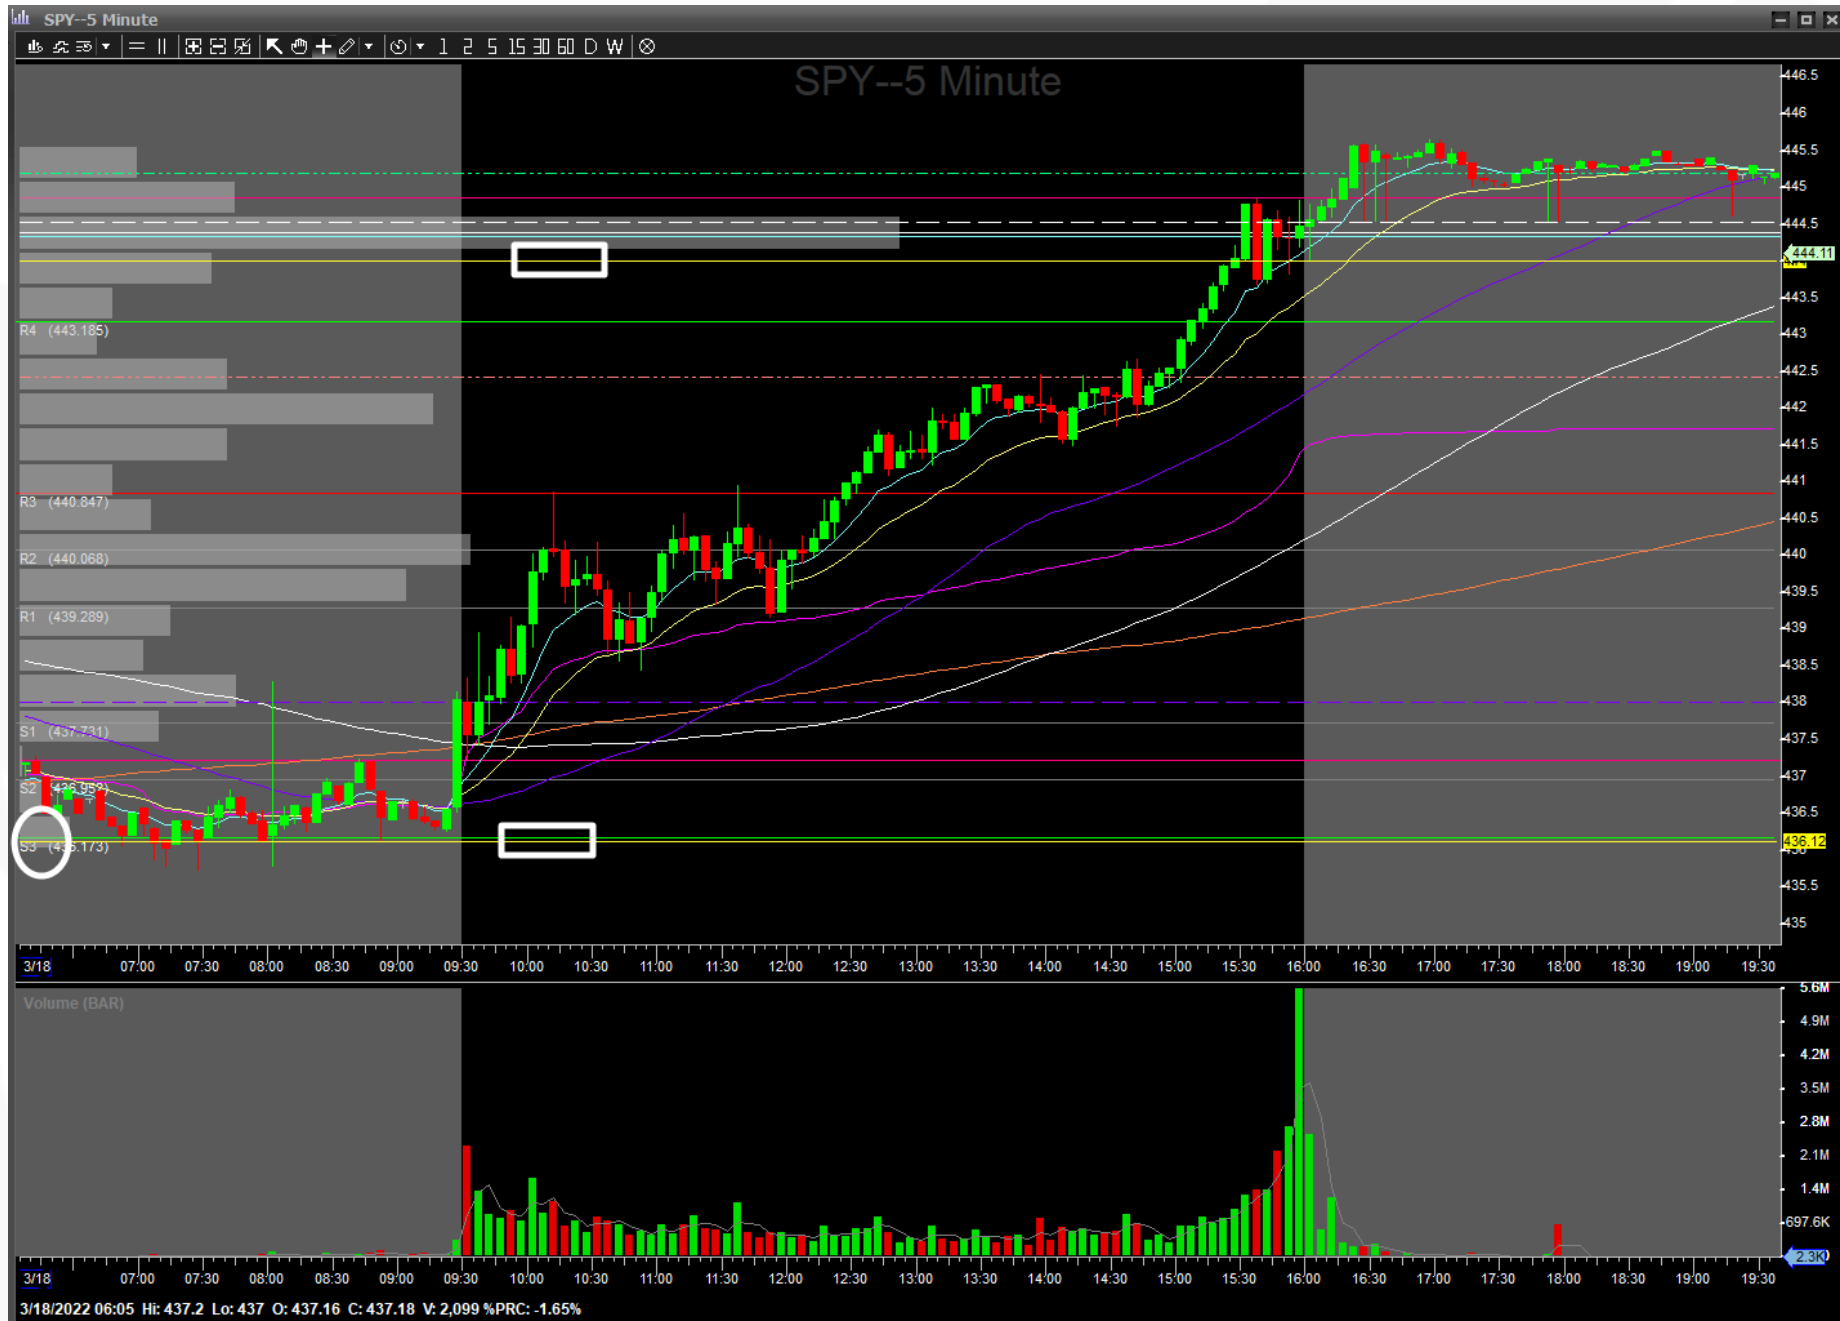 SPY--5 Minute
1 2 5 15 30 60 D W
SPY--5 Minute
446.5
446
445.5
445
444.5
444.11
443.5
443
442.5
442
441.5
441
440.5
440
439.5
439
438.5
438
437.5
437
436.5
436.12
435.5
435
R4 (443.185)
R3 (440.847)
R2 (440.068)
R1 (439.289)
S1 (437.731)
S2 (436.952)
S3
3/18 07:00 07:30 08:00 08:30 09:00 09:30 10:00 10:30 11:00 11:30 12:00 12:30 13:00 13:30 14:00 14:30 15:00 15:30 16:00 16:30 17:00 17:30 18:00 18:30 19:00 19:30
Volume (BAR)
5.6M
4.9M
4.2M
3.5M
2.8M
2.1M
1.4M
697.6K
2.3K
3/18 07:00 07:30 08:00 08:30 09:00 09:30 10:00 10:30 11:00 11:30 12:00 12:30 13:00 13:30 14:00 14:30 15:00 15:30 16:00 16:30 17:00 17:30 18:00 18:30 19:00 19:30
3/18/2022 06:05 Hi: 437.2 Lo: 437 O: 437.16 C: 437.18 V: 2,099 %PRC: -1.65%